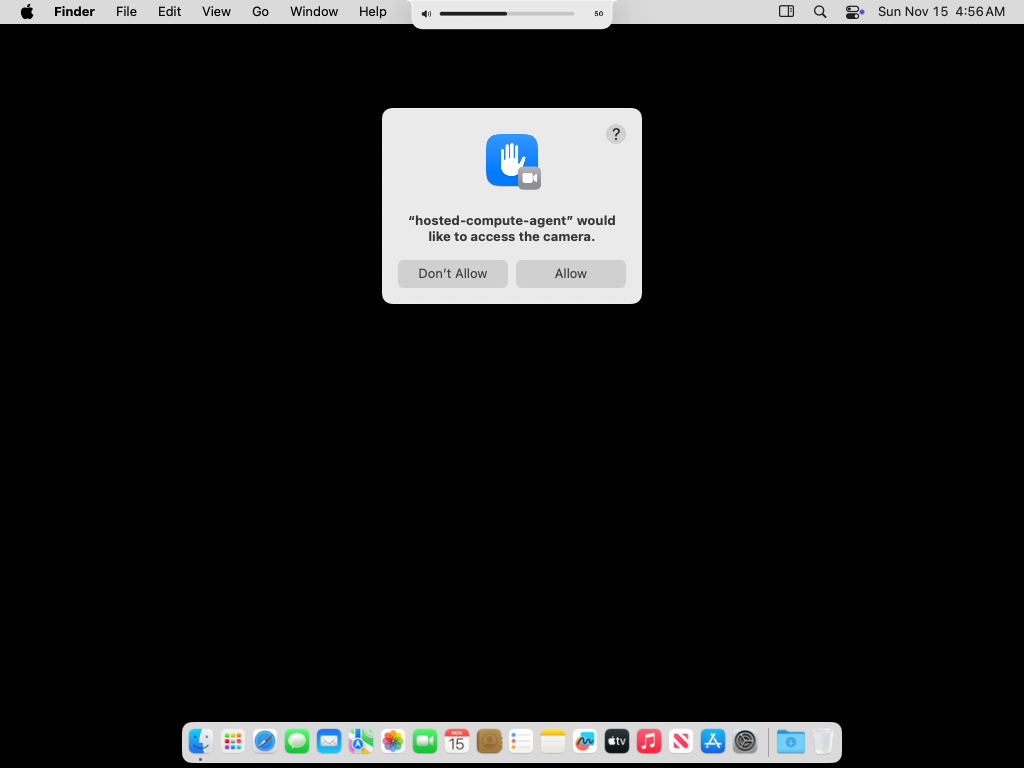 Finder File Edit View Go Window Help
50
Sun Nov 15 4:56 AM
?
“hosted-compute-agent” would
like to access the camera.
Don’t Allow
Allow
NOV
15
tv